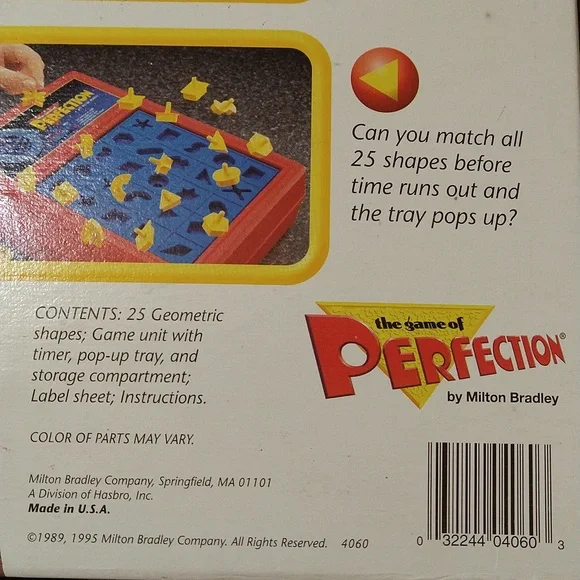 PERFECTION
Can you match all
25 shapes before
time runs out and
the tray pops up?
CONTENTS: 25 Geometric
shapes; Game unit with
timer, pop-up tray, and
storage compartment;
Label sheet; Instructions.
the game of
PERFECTION®
by Milton Bradley
COLOR OF PARTS MAY VARY.
Milton Bradley Company, Springfield, MA 01101
A Division of Hasbro, Inc.
Made in U.S.A.
©1989, 1995 Milton Bradley Company. All Rights Reserved. 4060
0 32244 04060 3